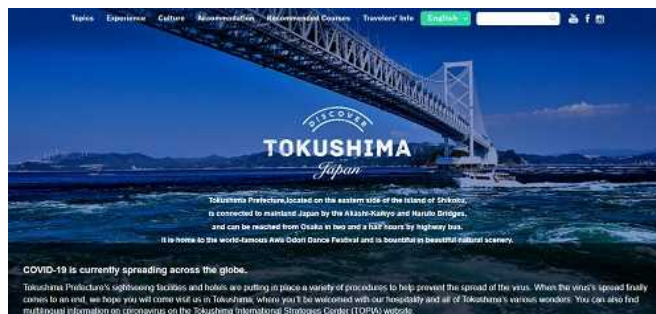 Topics Experience Culture Accommodation Recommended Courses Travelers' Info English
DISCOVER
TOKUSHIMA
Japan
Tokushima Prefecture,located on the eastern side of the island of Shikoku,
is connected to mainland Japan by the Akashi-Kaikyo and Naruto Bridges,
and can be reached from Osaka in two and a half hours by highway bus.
It is home to the world-famous Awa Odori Dance Festival and is bountiful in beautiful natural scenery.
COVID-19 is currently spreading across the globe.
Tokushima Prefecture's sightseeing facilities and hotels are putting in place a variety of procedures to help prevent the spread of the virus. When the virus's spread finally
comes to an end, we hope you will come visit us in Tokushima, where you'll be welcomed with our hospitality and all of Tokushima's various wonders. You can also find
multilingual information on coronavirus on the Tokushima International Strategies Center (TOPIA) website.